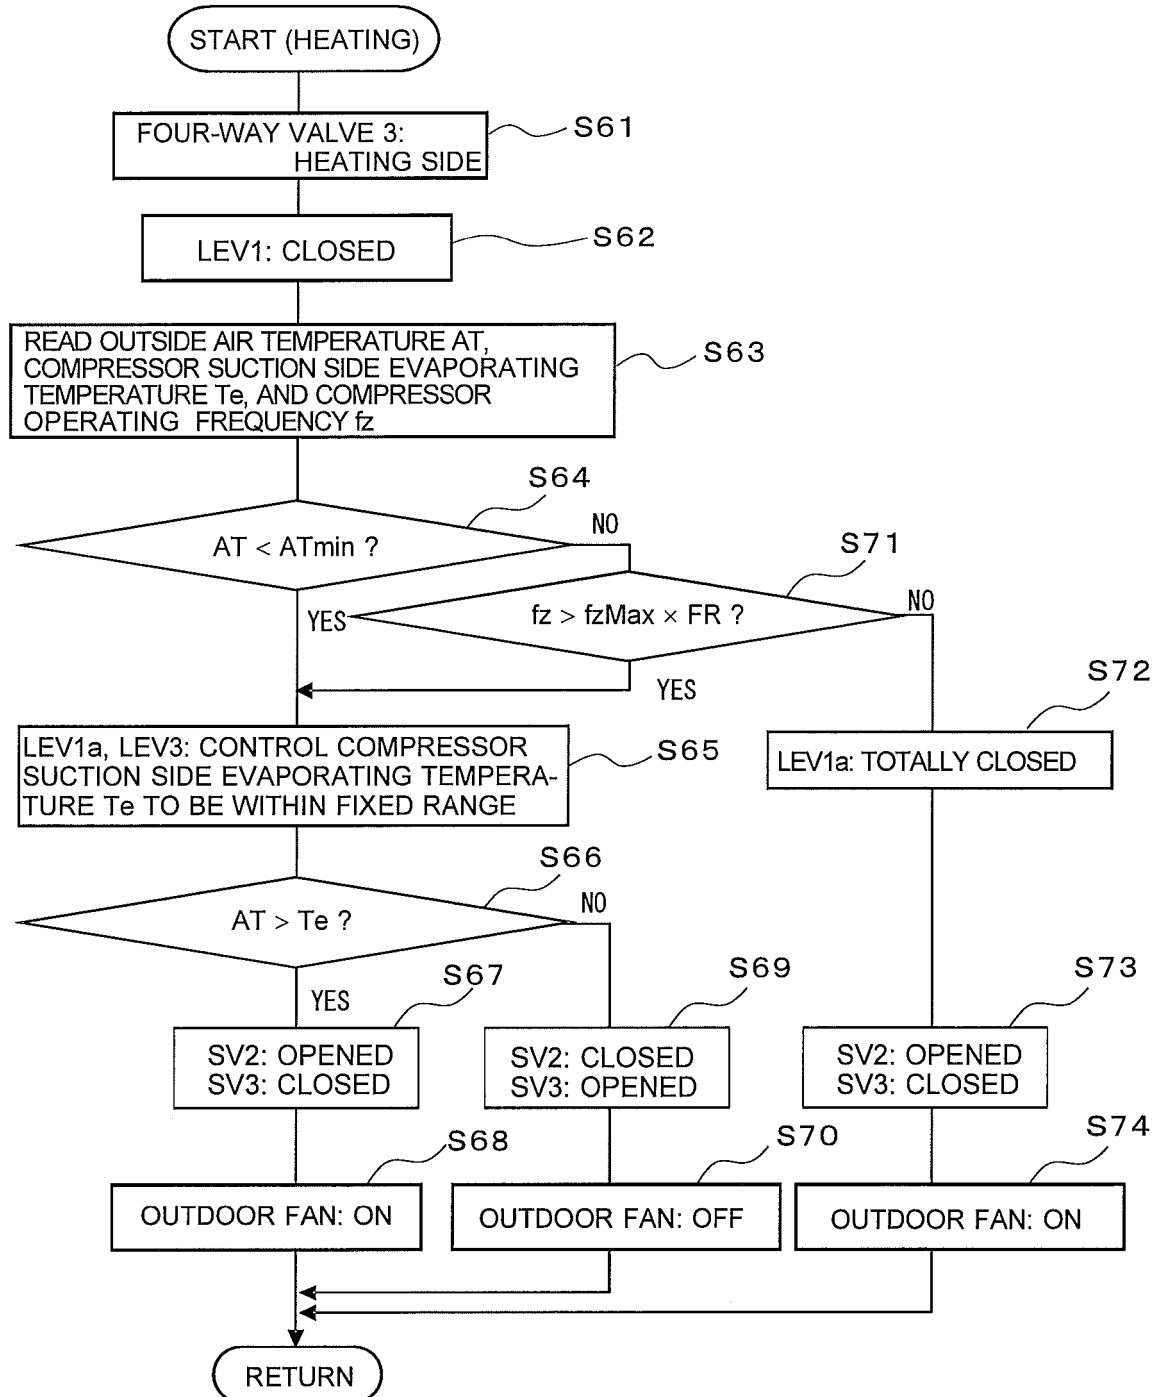 START (HEATING)
FOUR-WAY VALVE 3:
HEATING SIDE
S61
LEV1: CLOSED
S62
READ OUTSIDE AIR TEMPERATURE AT,
COMPRESSOR SUCTION SIDE EVAPORATING
TEMPERATURE Te, AND COMPRESSOR
OPERATING FREQUENCY fz
S63
S64
AT < ATmin ?
NO
YES
S71
fz > fzMax × FR ?
NO
YES
S72
LEV1a: TOTALLY CLOSED
LEV1a, LEV3: CONTROL COMPRESSOR
SUCTION SIDE EVAPORATING TEMPERA-
TURE Te TO BE WITHIN FIXED RANGE
S65
S66
AT > Te ?
NO
YES
S67
SV2: OPENED
SV3: CLOSED
S69
SV2: CLOSED
SV3: OPENED
S73
SV2: OPENED
SV3: CLOSED
S68
OUTDOOR FAN: ON
S70
OUTDOOR FAN: OFF
S74
OUTDOOR FAN: ON
RETURN